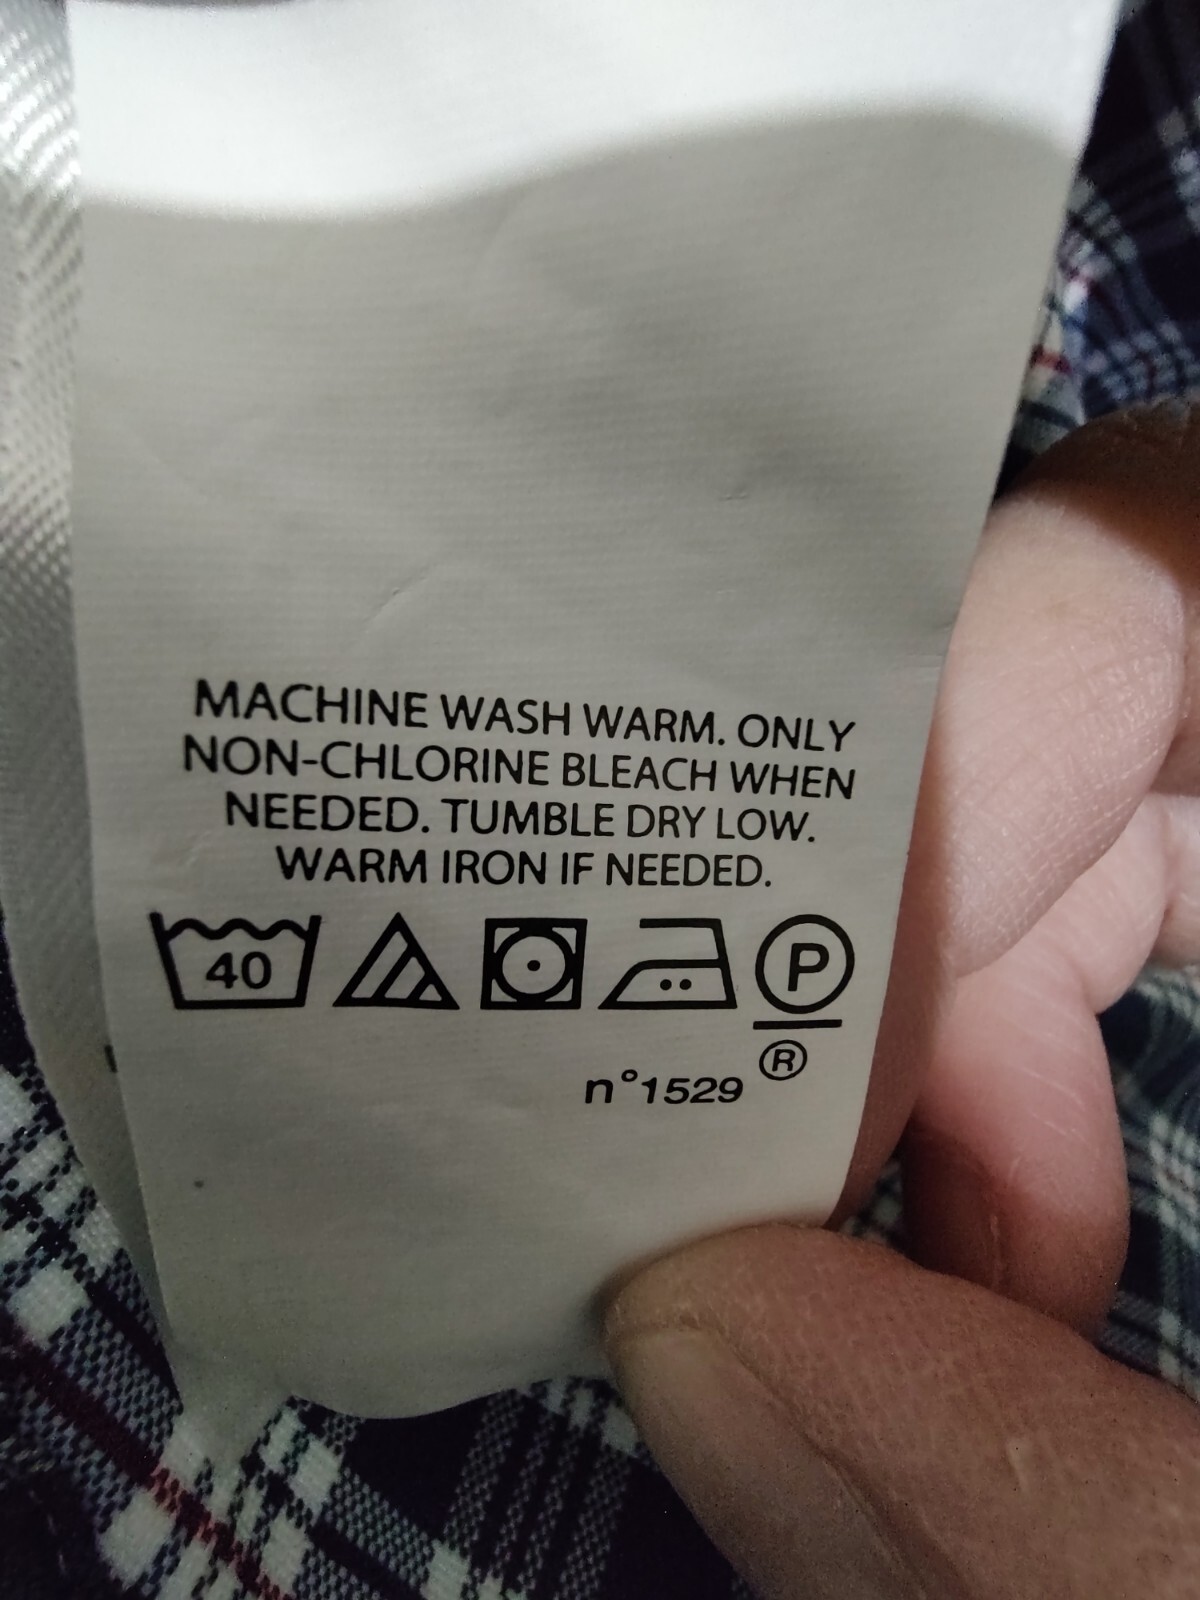 MACHINE WASH WARM. ONLY
NON-CHLORINE BLEACH WHEN
NEEDED. TUMBLE DRY LOW.
WARM IRON IF NEEDED.
40 P
n°1529 ®